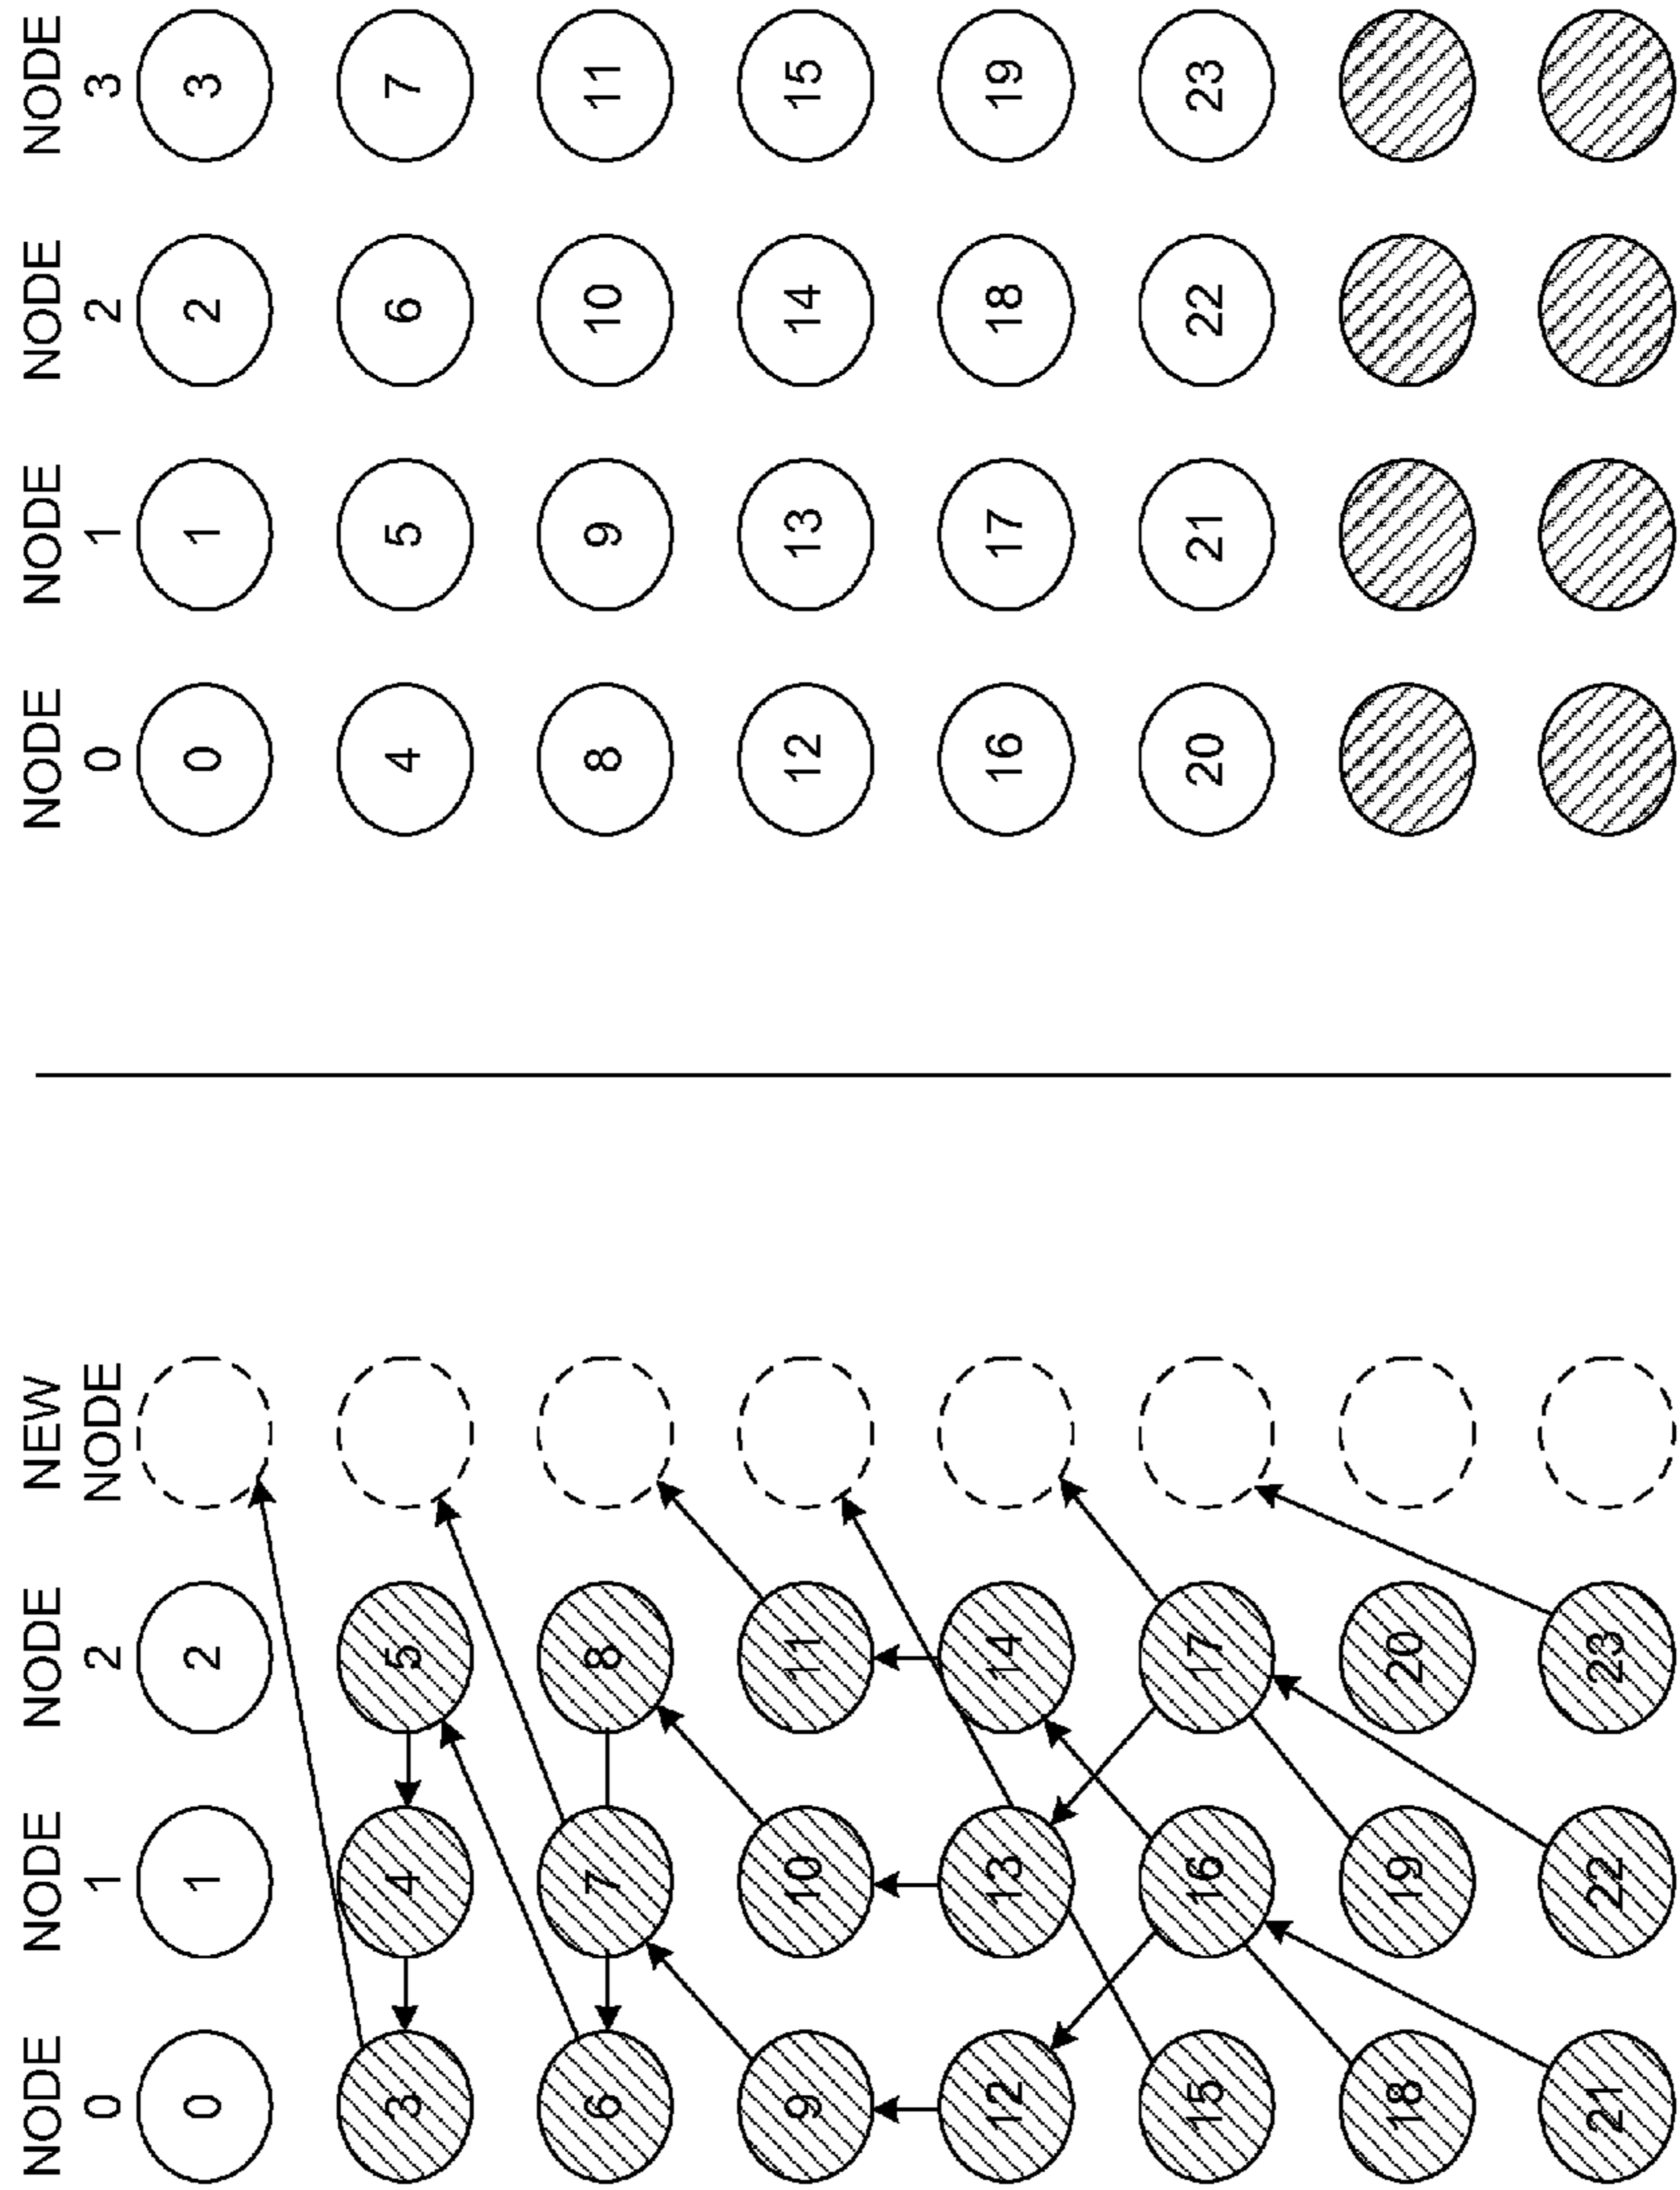 NODE NODE NODE NEW
0 1 2 NODE
0 1 2
3 4 5
6 7 8
9 10 11
12 13 14
15 16 17
18 19 20
21 22 23
NODE NODE NODE NODE
0 1 2 3
0 1 2 3
4 5 6 7
8 9 10 11
12 13 14 15
16 17 18 19
20 21 22 23